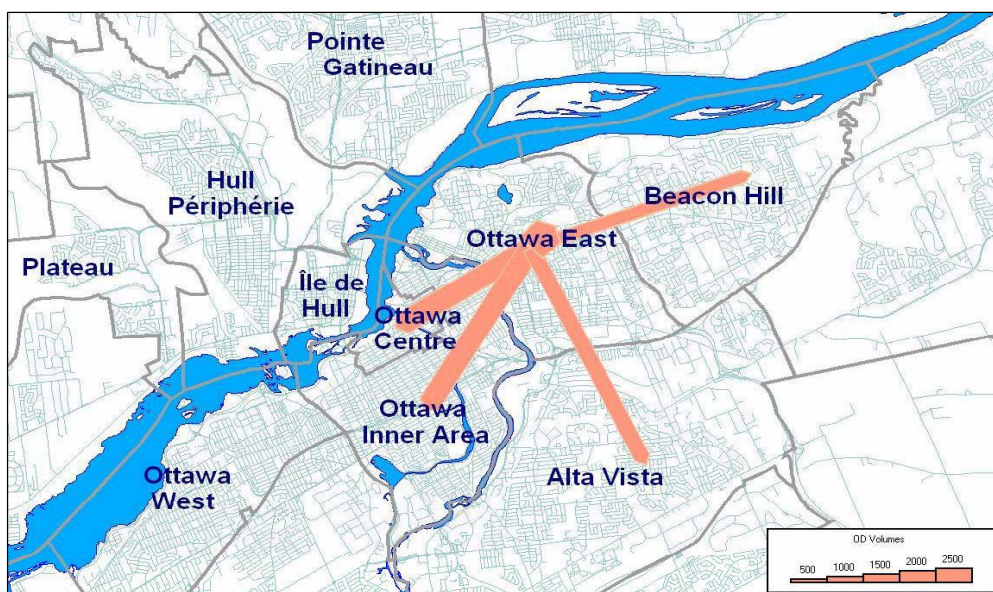 Pointe
Gatineau
Hull
Périphérie
Beacon Hill
Ottawa East
Plateau
Île de
Hull
Ottawa
Centre
Ottawa
Inner Area
Ottawa
West
Alta Vista
OD Volumes
500 1000 1500 2000 2500